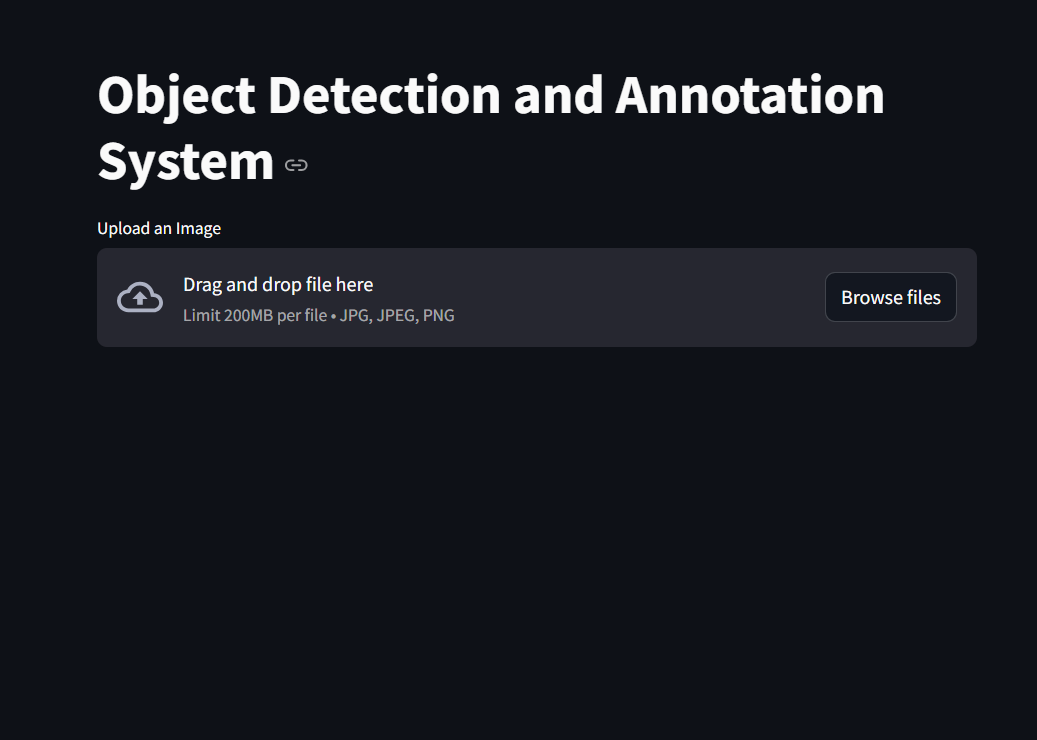 Object Detection and Annotation
System
Upload an Image
Drag and drop file here
Limit 200MB per file • JPG, JPEG, PNG
Browse files